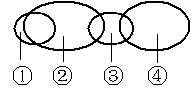 ① ② ③ ④